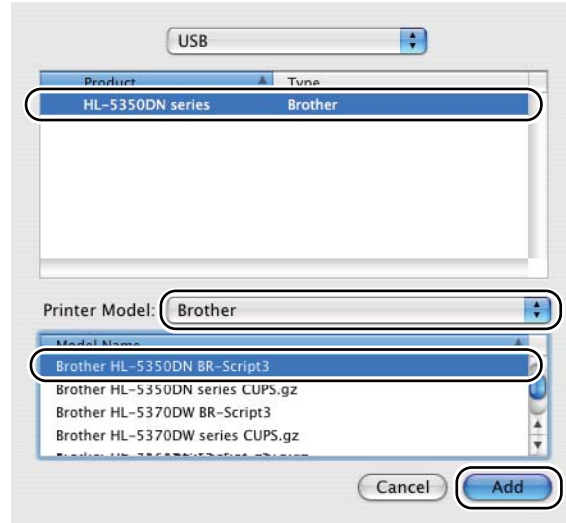 USB
Product Type
HL-5350DN series Brother
Printer Model: Brother
Model Name
Brother HL-5350DN BR-Script3
Brother HL-5350DN series CUPS.gz
Brother HL-5370DW BR-Script3
Brother HL-5370DW series CUPS.gz
Cancel Add